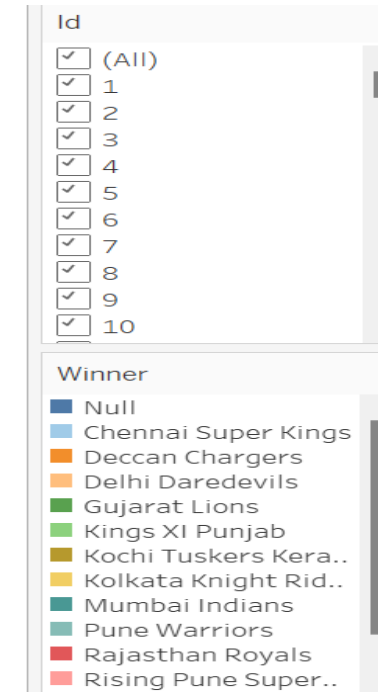 Id
(All)
1
2
3
4
5
6
7
8
9
10
Winner
Null
Chennai Super Kings
Deccan Chargers
Delhi Daredevils
Gujarat Lions
Kings XI Punjab
Kochi Tuskers Kera..
Kolkata Knight Rid..
Mumbai Indians
Pune Warriors
Rajasthan Royals
Rising Pune Super..